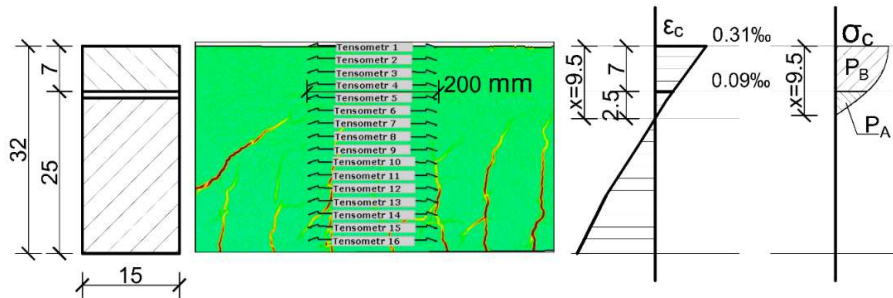 32
7
25
15
Tensometr 1
Tensometr 2
Tensometr 3
Tensometr 4
Tensometr 5
Tensometr 6
Tensometr 7
Tensometr 8
Tensometr 9
Tensometr 10
Tensometr 11
Tensometr 12
Tensometr 13
Tensometr 14
Tensometr 15
Tensometr 16
200 mm
x=9.5
2.5 7
εc
0.31‰
0.09‰
x=9.5
σc
PB
PA